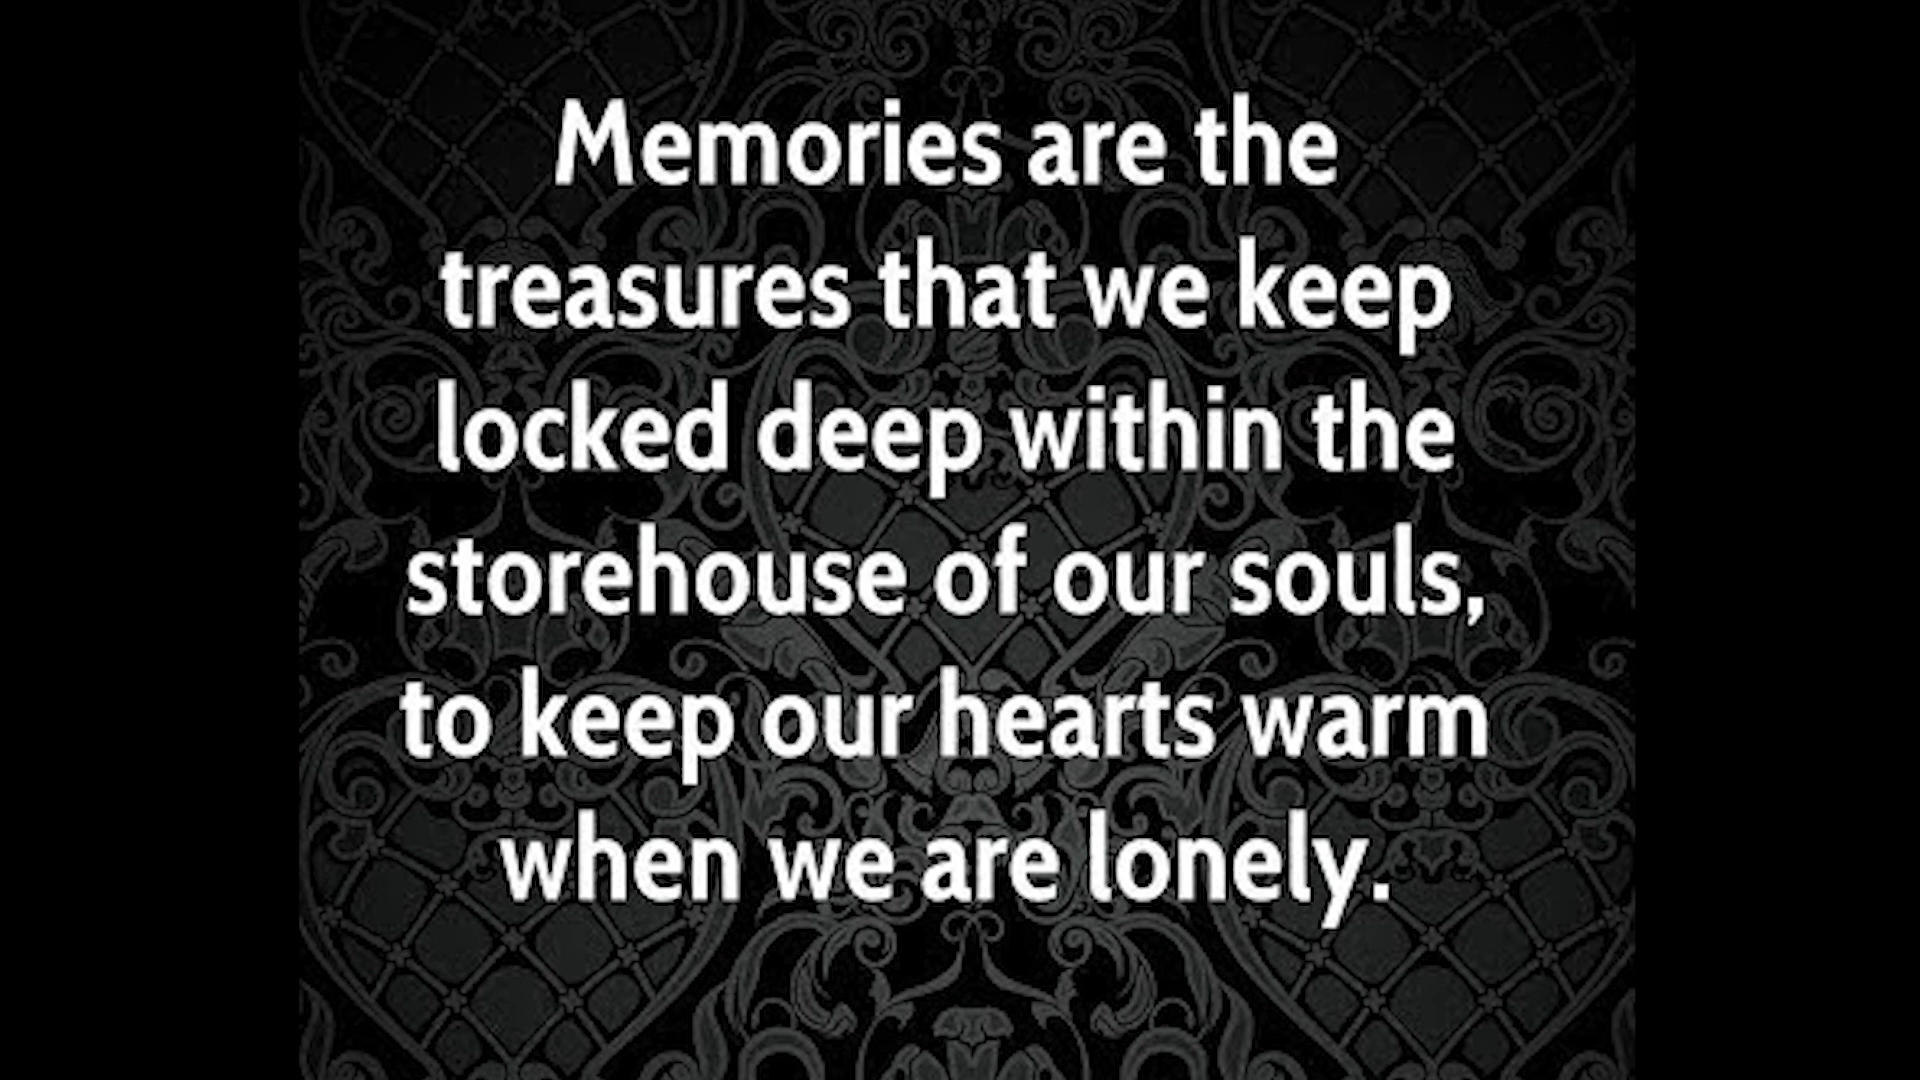 Memories are the
treasures that we keep
locked deep within the
storehouse of our souls,
to keep our hearts warm
when we are lonely.